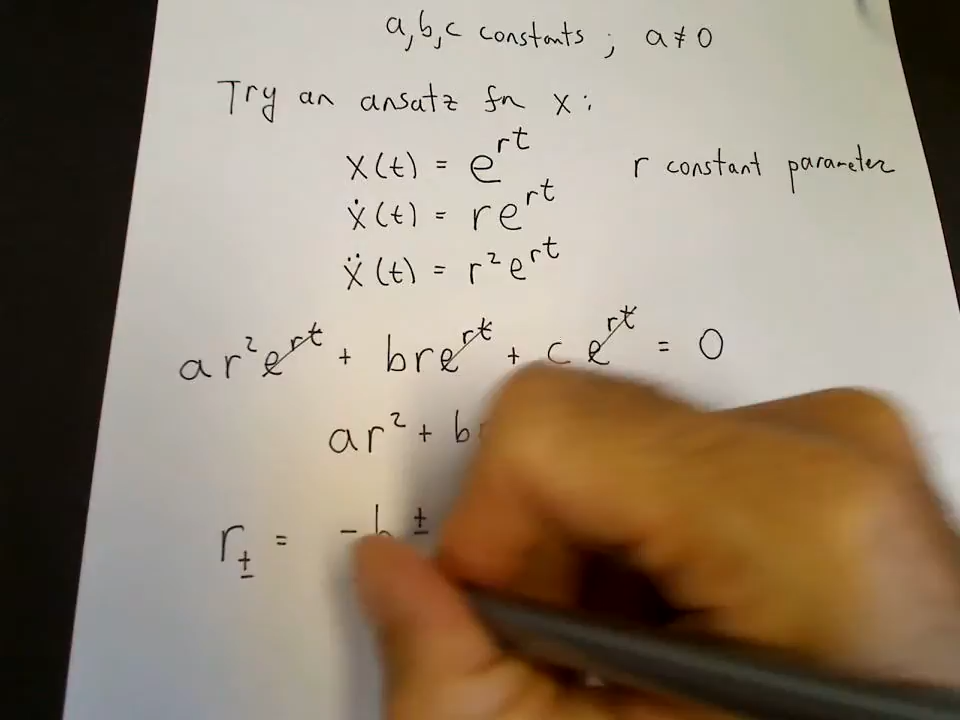 a,b,c constants ; a ≠ 0
Try an ansatz fn x :
x(t) = e^{rt} r constant parameter
ẋ(t) = re^{rt}
ẍ(t) = r²e^{rt}
ar²e^{rt} + bre^{rt} + ce^{rt} = 0
ar² + b
r± = -b ±